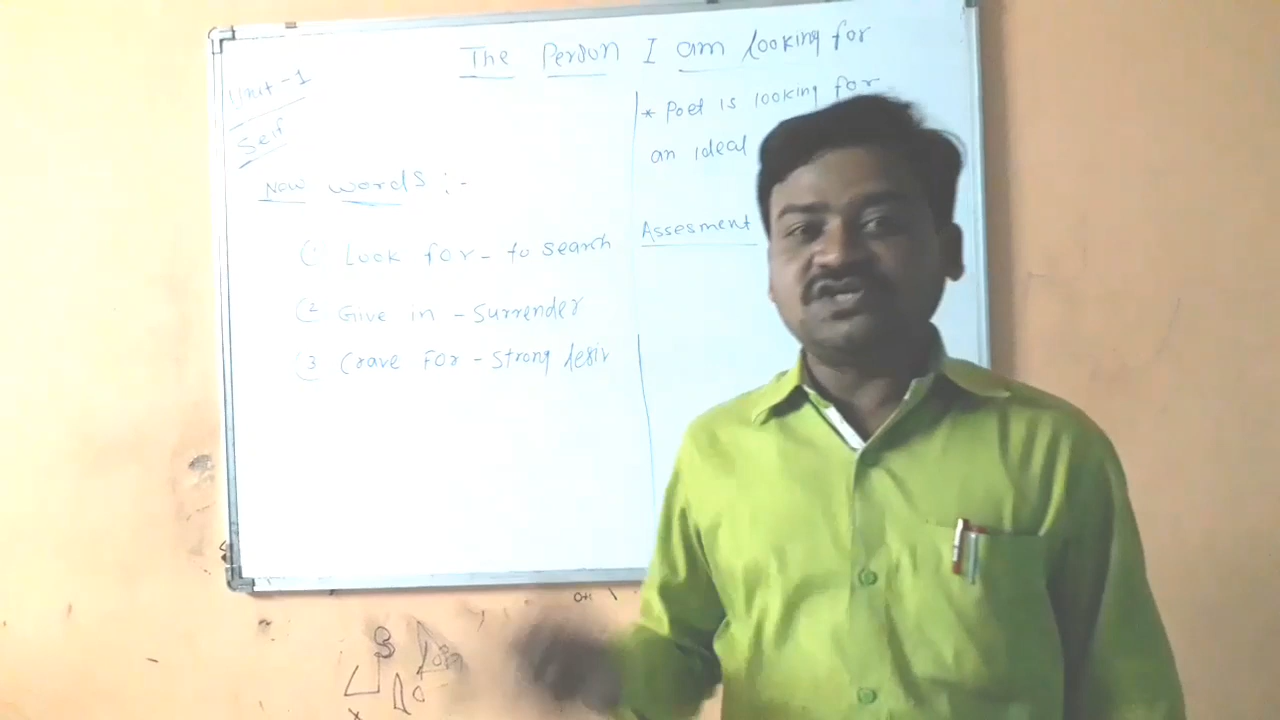 The Person I am looking for
Unit-1
Self
New words :-
(1 Look for - to search
(2 Give in - Surrender
(3 Crave For - Strong desir
* Poet is looking for
an ideal
Assesment